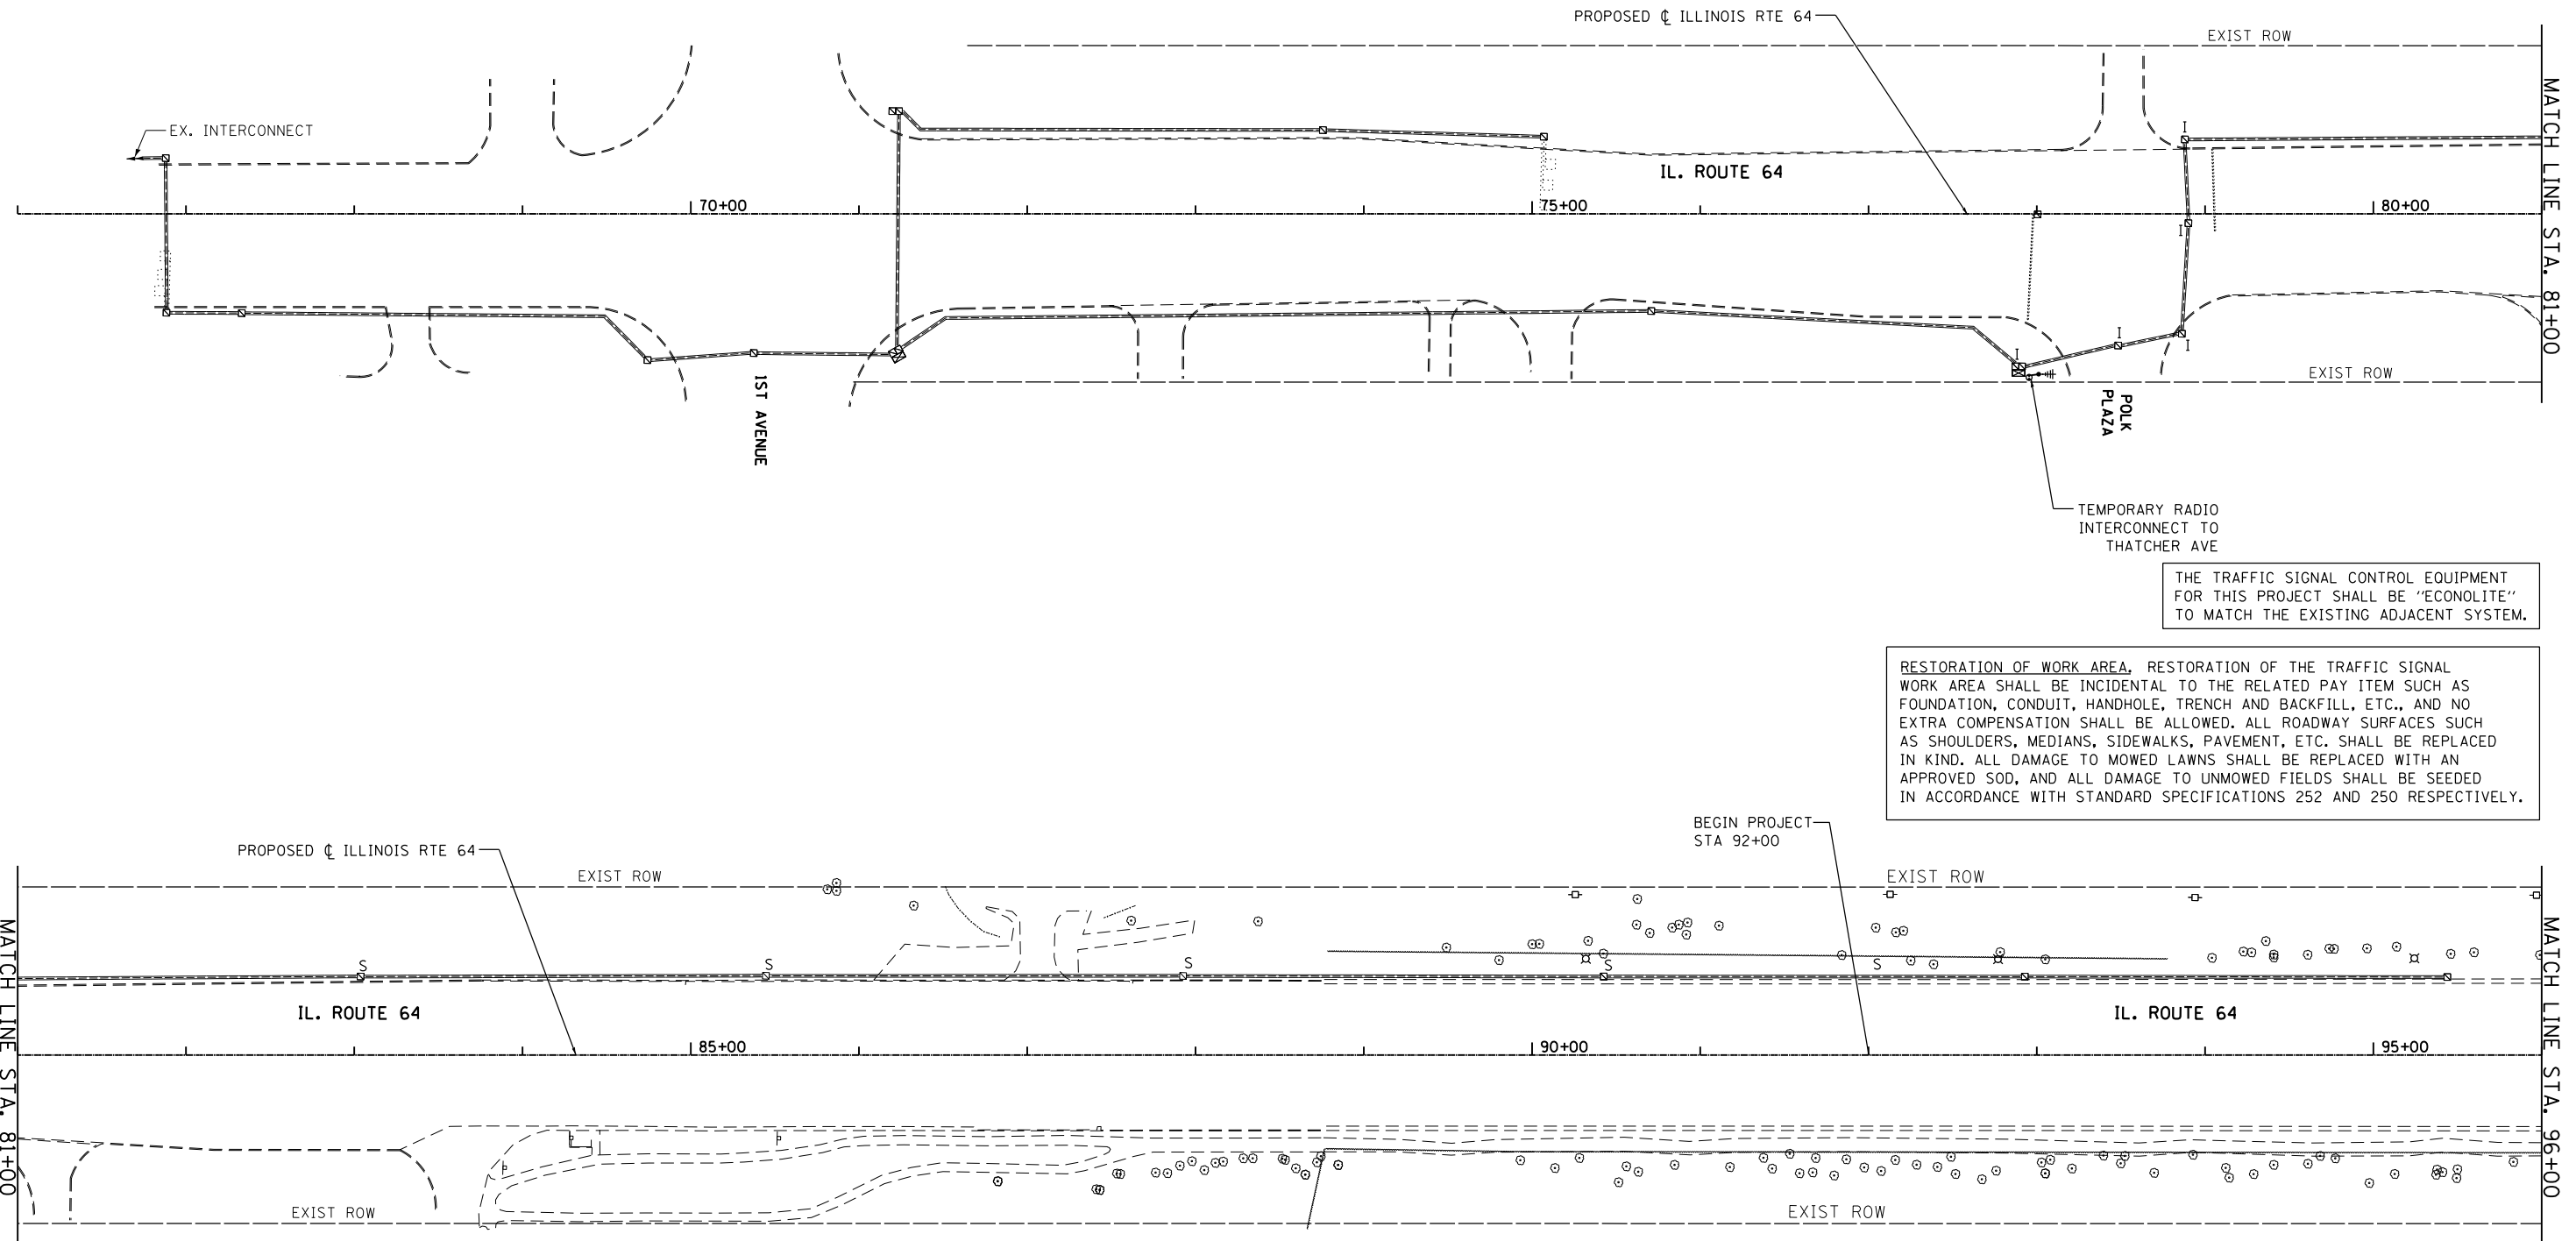 PROPOSED ℄ ILLINOIS RTE 64
EXIST ROW
EX. INTERCONNECT
IL. ROUTE 64
70+00
75+00
80+00
MATCH LINE STA. 81+00
I
I
I
I
I
EXIST ROW
1ST AVENUE
POLK
PLAZA
TEMPORARY RADIO
INTERCONNECT TO
THATCHER AVE
THE TRAFFIC SIGNAL CONTROL EQUIPMENT
FOR THIS PROJECT SHALL BE "ECONOLITE"
TO MATCH THE EXISTING ADJACENT SYSTEM.
RESTORATION OF WORK AREA. RESTORATION OF THE TRAFFIC SIGNAL
WORK AREA SHALL BE INCIDENTAL TO THE RELATED PAY ITEM SUCH AS
FOUNDATION, CONDUIT, HANDHOLE, TRENCH AND BACKFILL, ETC., AND NO
EXTRA COMPENSATION SHALL BE ALLOWED. ALL ROADWAY SURFACES SUCH
AS SHOULDERS, MEDIANS, SIDEWALKS, PAVEMENT, ETC. SHALL BE REPLACED
IN KIND. ALL DAMAGE TO MOWED LAWNS SHALL BE REPLACED WITH AN
APPROVED SOD, AND ALL DAMAGE TO UNMOWED FIELDS SHALL BE SEEDED
IN ACCORDANCE WITH STANDARD SPECIFICATIONS 252 AND 250 RESPECTIVELY.
BEGIN PROJECT
STA 92+00
PROPOSED ℄ ILLINOIS RTE 64
EXIST ROW
EXIST ROW
S
S
S
S
S
IL. ROUTE 64
IL. ROUTE 64
85+00
90+00
95+00
MATCH LINE STA. 81+00
MATCH LINE STA. 96+00
EXIST ROW
EXIST ROW